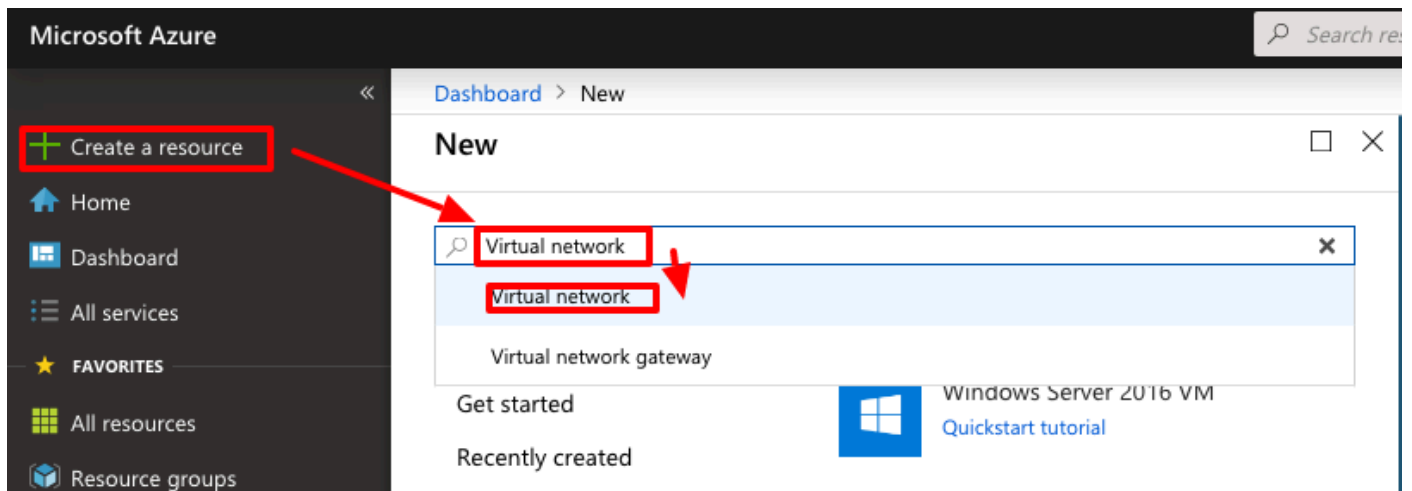 Microsoft Azure
Search res
«
Dashboard > New
Create a resource
New
Home
Virtual network
Dashboard
Virtual network
All services
Virtual network gateway
FAVORITES
Windows Server 2016 VM
Get started
All resources
Quickstart tutorial
Recently created
Resource groups